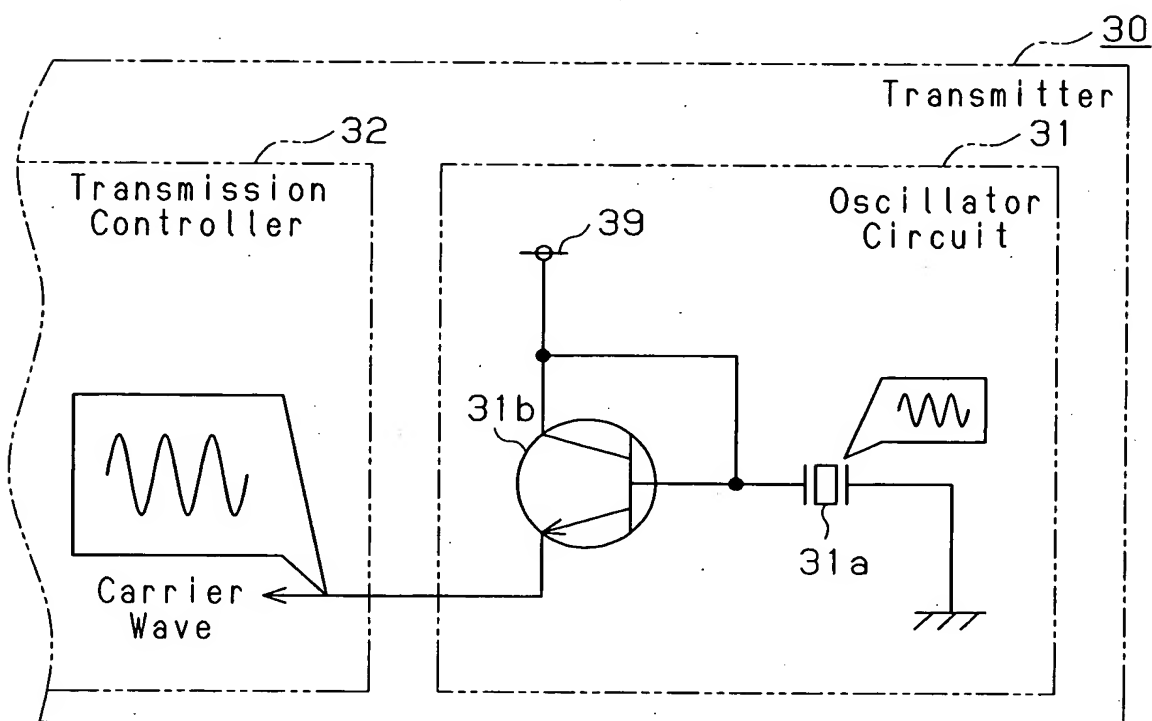 30
Transmitter
32
31
Transmission
Controller
Oscillator
Circuit
39
31b
31a
Carrier
Wave